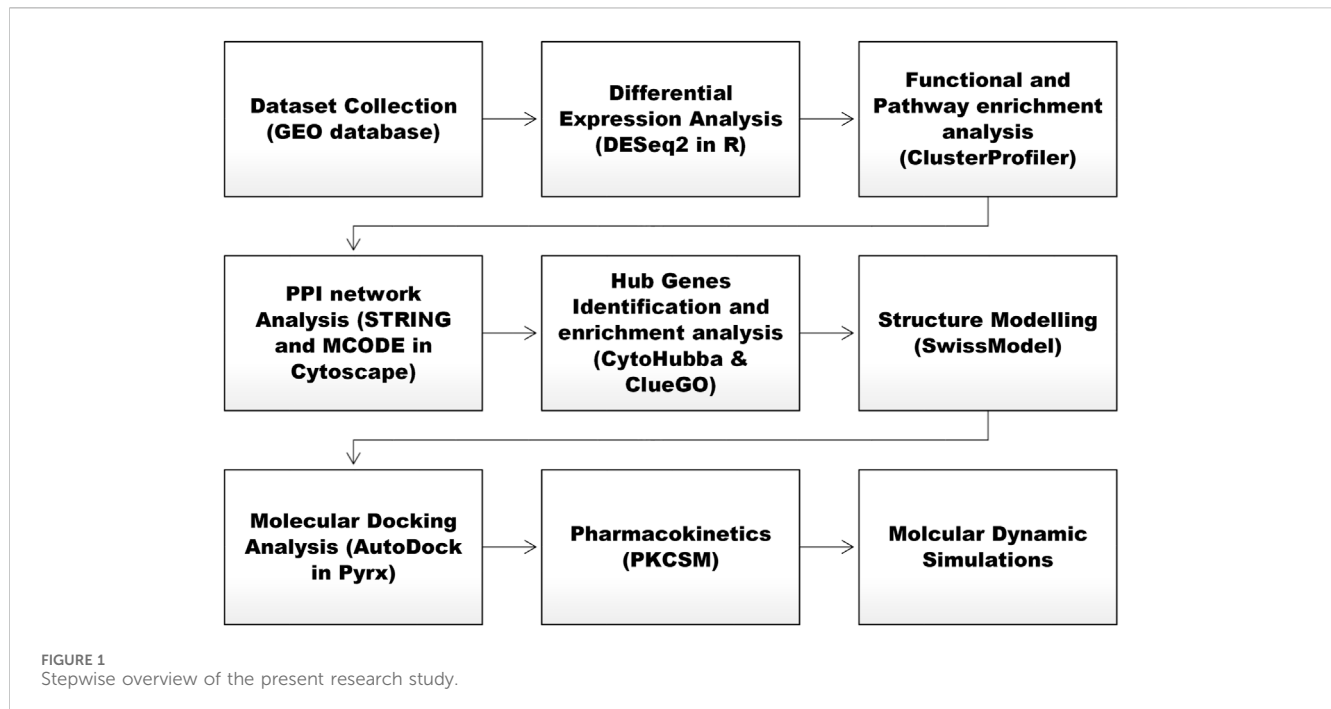 Dataset Collection
(GEO database)
Differential
Expression Analysis
(DESeq2 in R)
Functional and
Pathway enrichment
analysis
(ClusterProfiler)
PPI network
Analysis (STRING
and MCODE in
Cytoscape)
Hub Genes
Identification and
enrichment analysis
(CytoHubba &
ClueGO)
Structure Modelling
(SwissModel)
Molecular Docking
Analysis (AutoDock
in Pyrx)
Pharmacokinetics
(PKCSM)
Molcular Dynamic
Simulations
FIGURE 1
Stepwise overview of the present research study.